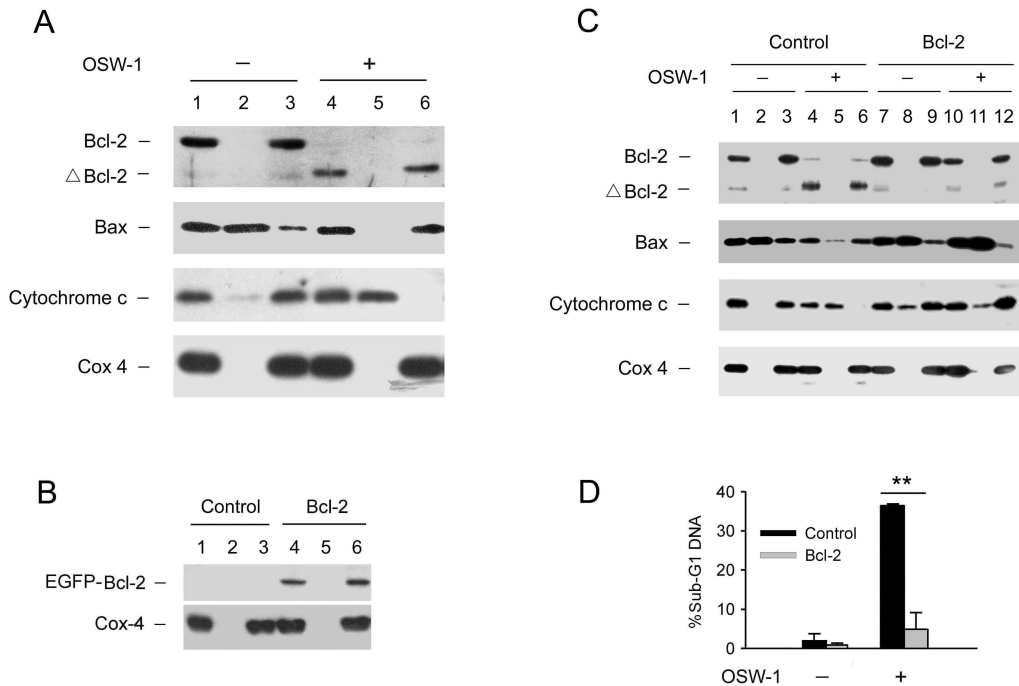 A
OSW-1 – +
1 2 3 4 5 6
Bcl-2 –
△Bcl-2 –
Bax –
Cytochrome c –
Cox 4 –
C
Control Bcl-2
OSW-1 – + – +
1 2 3 4 5 6 7 8 9 10 11 12
Bcl-2 –
△Bcl-2 –
Bax –
Cytochrome c –
Cox 4 –
B
Control Bcl-2
1 2 3 4 5 6
EGFP-Bcl-2 –
Cox-4 –
D
%Sub-G1 DNA
40
30
20
10
0
**
Control
Bcl-2
OSW-1 – +